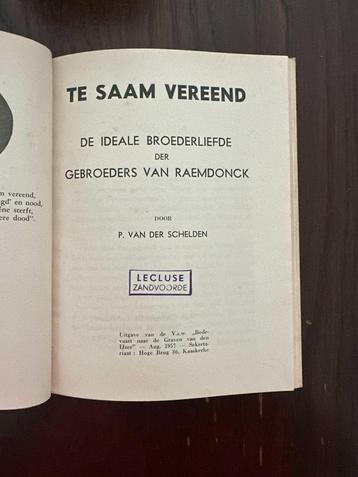 m vereend,
gd' en nood,
ène sterft,
ere dood".
TE SAAM VEREEND
DE IDEALE BROEDERLIEFDE
DER
GEBROEDERS VAN RAEMDONCK
DOOR
P. VAN DER SCHELDEN
LECLUSE
ZANDVOORDE
Uitgave van de V.z.w. „Bede-
vaart naar de Graven van den
IJzer" — Aug. 1957 — Sekreta-
riaat : Hoge Brug 86, Kaaskerke